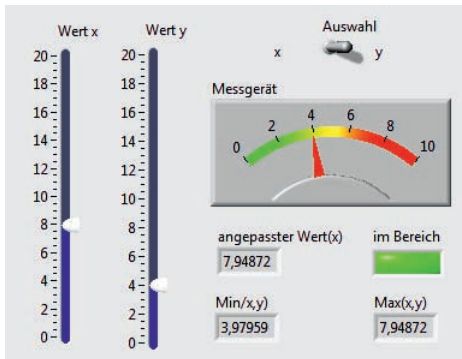 Wert x
20
18
16
14
12
10
8
6
4
2
0
Wert y
20
18
16
14
12
10
8
6
4
2
0
Auswahl
x y
Messgerät
0 2 4 6 8 10
angepasster Wert(x)
7,94872
im Bereich
Min/x,y)
3,97959
Max(x,y)
7,94872